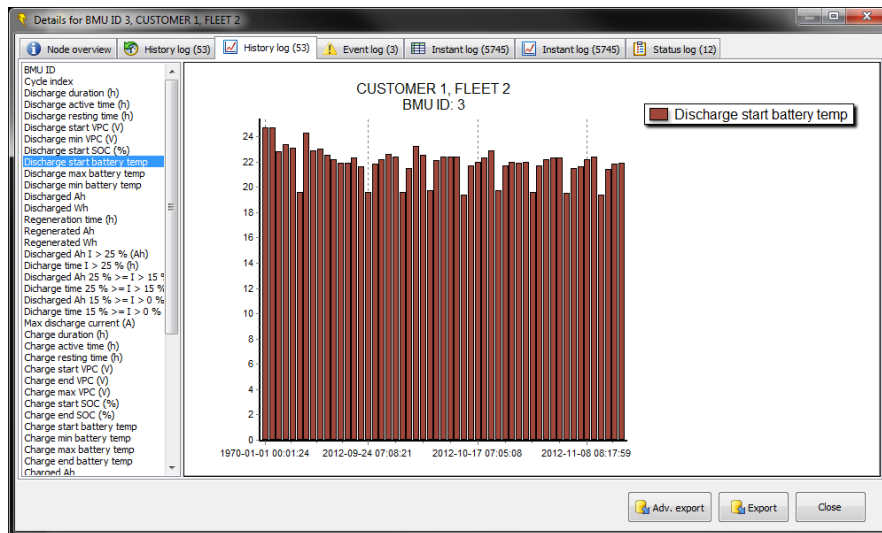 Details for BMU ID 3, CUSTOMER 1, FLEET 2
Node overview
History log (53)
History log (53)
Event log (3)
Instant log (5745)
Instant log (5745)
Status log (12)
BMU ID
Cycle index
Discharge duration (h)
Discharge active time (h)
Discharge resting time (h)
Discharge start VPC (V)
Discharge min VPC (V)
Discharge start SOC (%)
Discharge start battery temp
Discharge max battery temp
Discharge min battery temp
Discharged Ah
Discharged Wh
Regeneration time (h)
Regenerated Ah
Regenerated Wh
Discharged Ah I > 25 % (Ah)
Dicharge time I > 25 % (h)
Discharged Ah 25 % >= I > 15 %
Dicharge time 25 % >= I > 15 %
Discharged Ah 15 % >= I > 0 %
Dicharge time 15 % >= I > 0 %
Max discharge current (A)
Charge duration (h)
Charge active time (h)
Charge resting time (h)
Charge start VPC (V)
Charge end VPC (V)
Charge max VPC (V)
Charge start SOC (%)
Charge end SOC (%)
Charge start battery temp
Charge min battery temp
Charge max battery temp
Charge end battery temp
Charged Ah
CUSTOMER 1, FLEET 2
BMU ID: 3
Discharge start battery temp
24
22
20
18
16
14
12
10
8
6
4
2
0
1970-01-01 00:01:24
2012-09-24 07:08:21
2012-10-17 07:05:08
2012-11-08 08:17:59
Adv. export
Export
Close